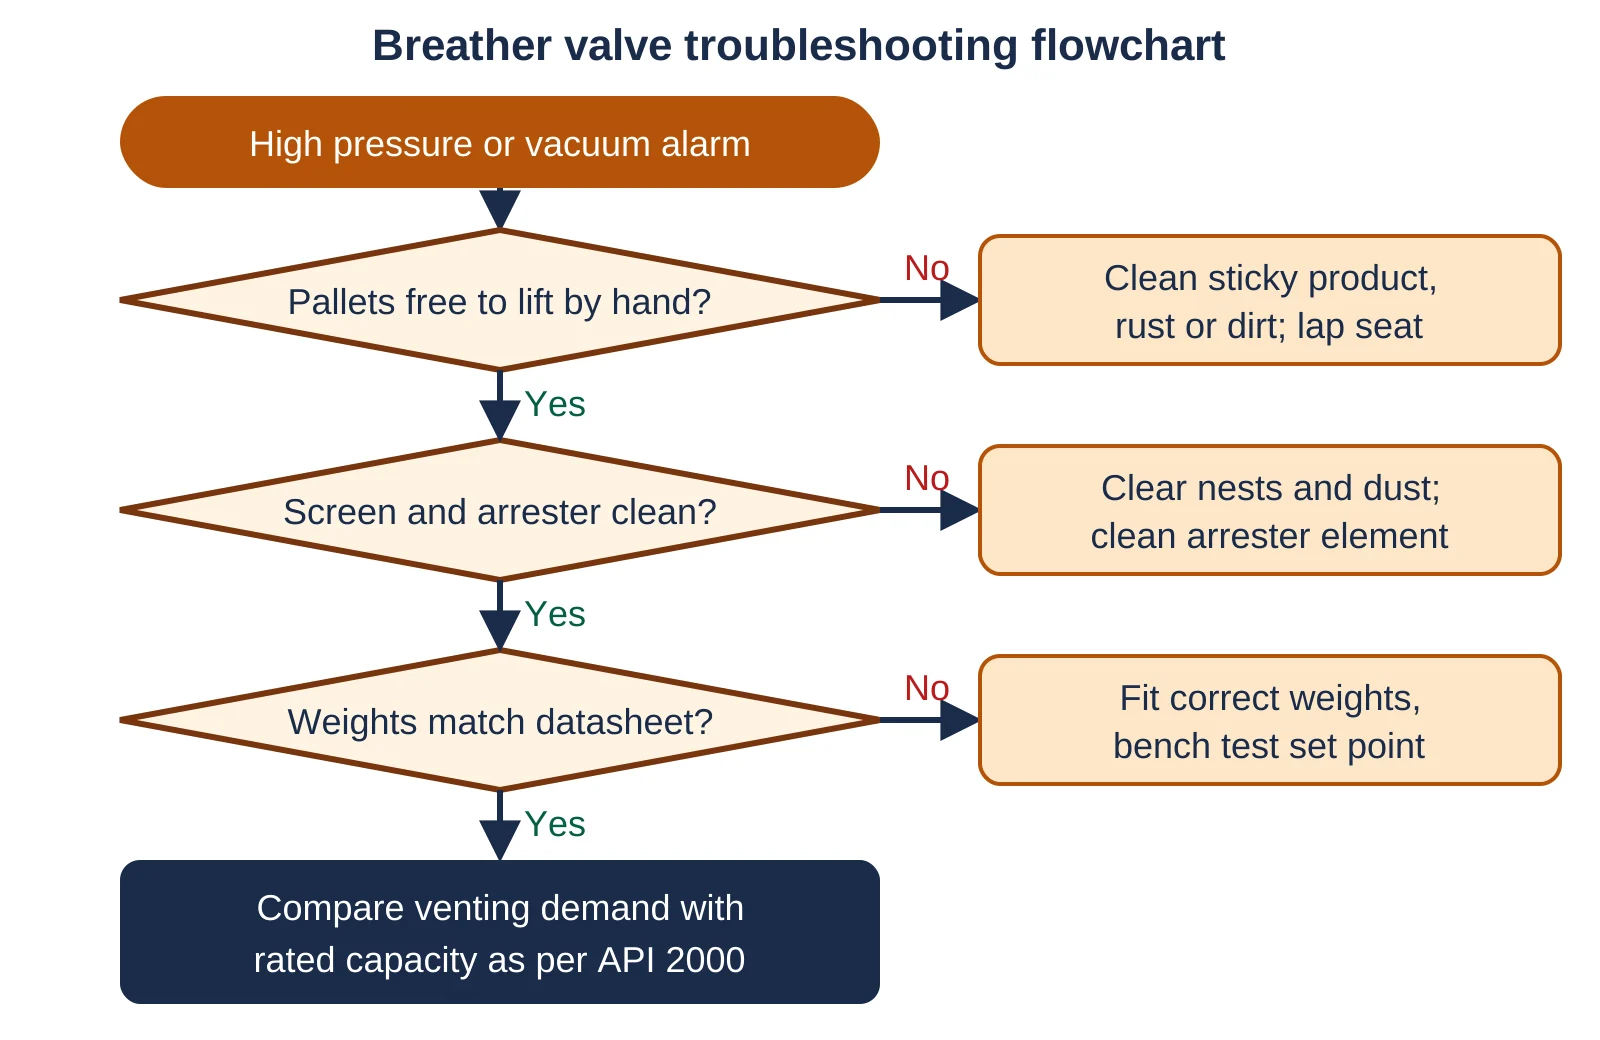 Breather valve troubleshooting flowchart
High pressure or vacuum alarm
Pallets free to lift by hand?
No
Clean sticky product,
rust or dirt; lap seat
Yes
Screen and arrester clean?
No
Clear nests and dust;
clean arrester element
Yes
Weights match datasheet?
No
Fit correct weights,
bench test set point
Yes
Compare venting demand with
rated capacity as per API 2000